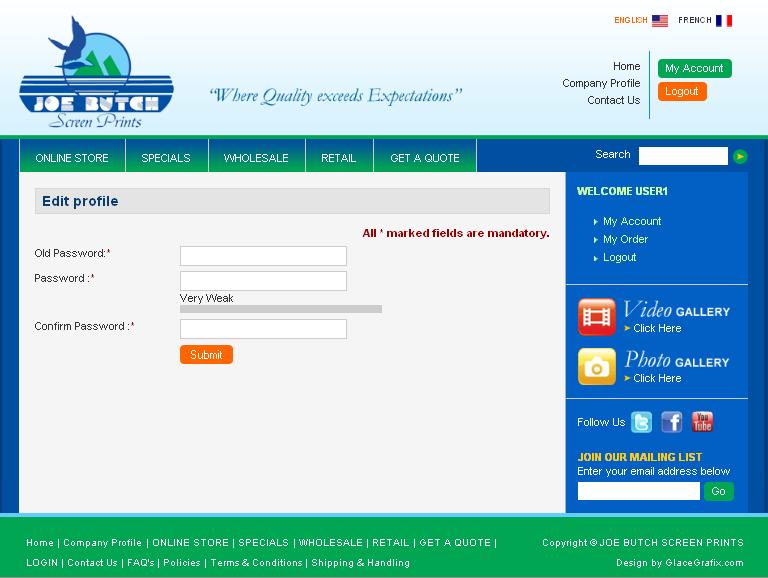 ENGLISH FRENCH
JOE BUTCH
Screen Prints
"Where Quality exceeds Expectations"
Home
Company Profile
Contact Us
My Account
Logout
ONLINE STORE SPECIALS WHOLESALE RETAIL GET A QUOTE
Search
Edit profile
All * marked fields are mandatory.
Old Password:*
Password :*
Very Weak
Confirm Password :*
Submit
WELCOME USER1
My Account
My Order
Logout
Video GALLERY
Click Here
Photo GALLERY
Click Here
Follow Us
You Tube
JOIN OUR MAILING LIST
Enter your email address below
Go
Home | Company Profile | ONLINE STORE | SPECIALS | WHOLESALE | RETAIL | GET A QUOTE |
LOGIN | Contact Us | FAQ's | Policies | Terms & Conditions | Shipping & Handling
Copyright © JOE BUTCH SCREEN PRINTS
Design by GlaceGrafix.com